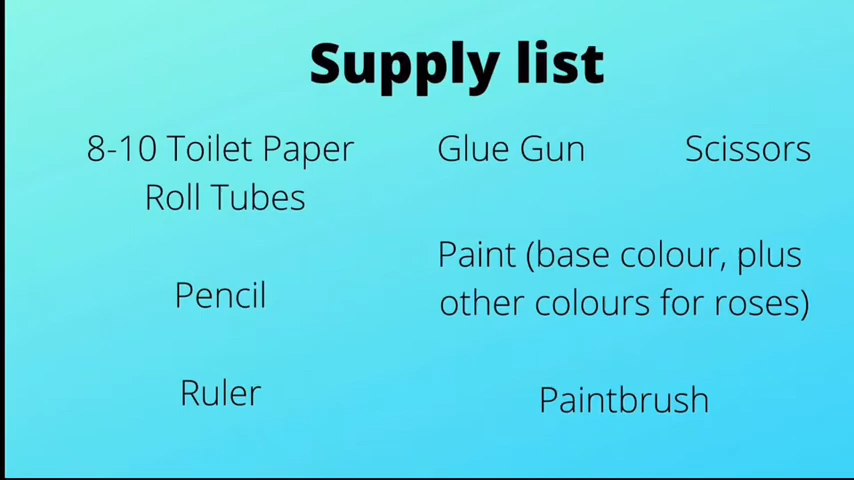 Supply list
8-10 Toilet Paper
Roll Tubes
Glue Gun
Scissors
Paint (base colour, plus
other colours for roses)
Pencil
Ruler
Paintbrush